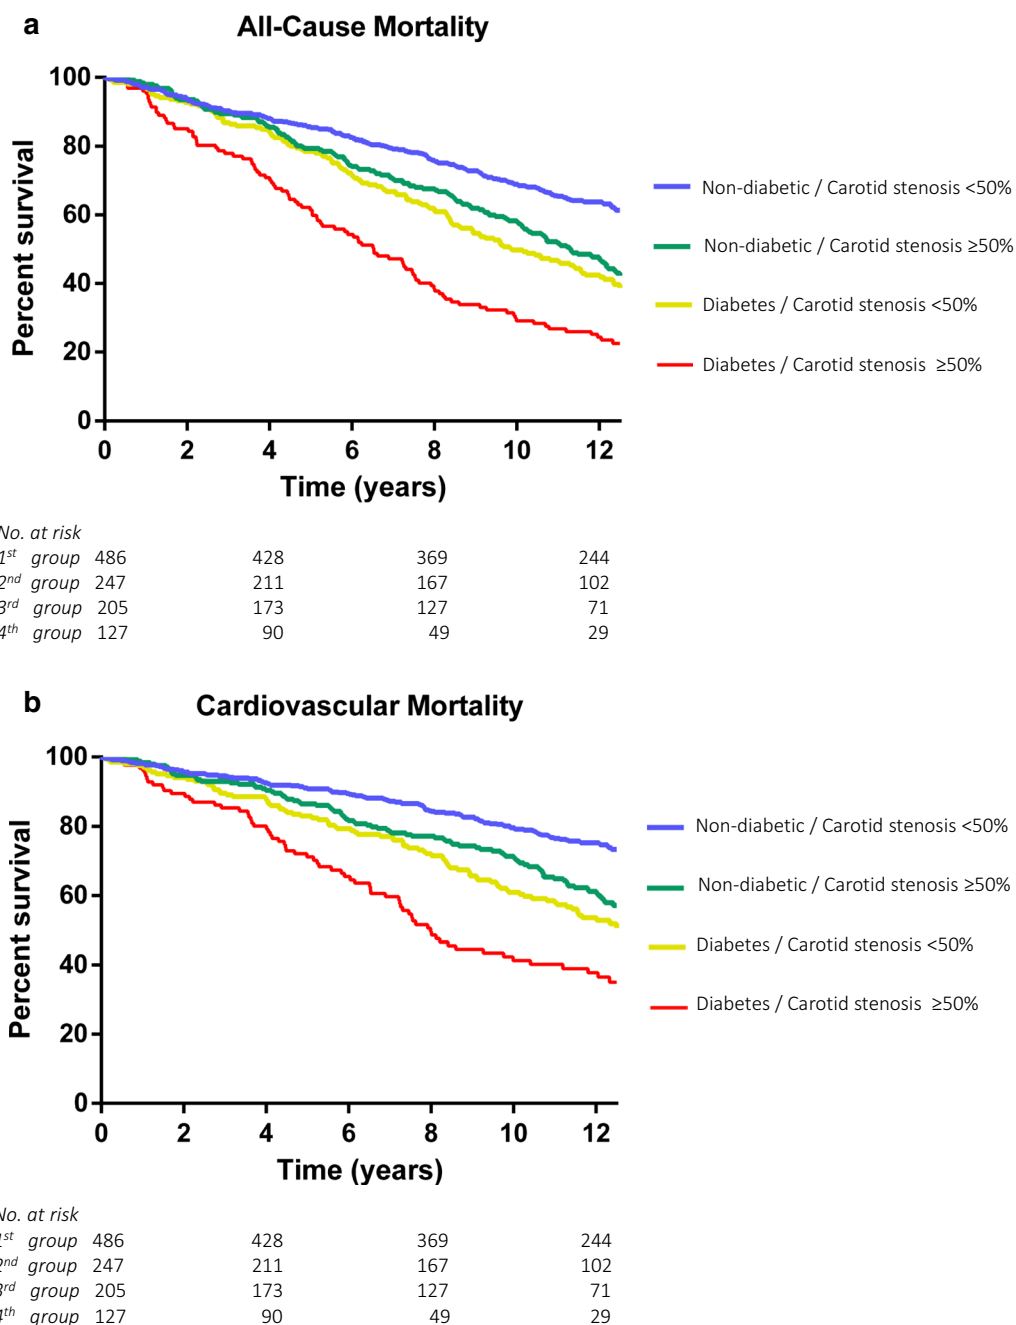 a
All-Cause Mortality
Percent survival
100
80
60
40
20
0
0 2 4 6 8 10 12
Time (years)
Non-diabetic / Carotid stenosis <50%
Non-diabetic / Carotid stenosis ≥50%
Diabetes / Carotid stenosis <50%
Diabetes / Carotid stenosis ≥50%
No. at risk
1st group 486 428 369 244
2nd group 247 211 167 102
3rd group 205 173 127 71
4th group 127 90 49 29
b
Cardiovascular Mortality
Percent survival
100
80
60
40
20
0
0 2 4 6 8 10 12
Time (years)
Non-diabetic / Carotid stenosis <50%
Non-diabetic / Carotid stenosis ≥50%
Diabetes / Carotid stenosis <50%
Diabetes / Carotid stenosis ≥50%
No. at risk
1st group 486 428 369 244
2nd group 247 211 167 102
3rd group 205 173 127 71
4th group 127 90 49 29